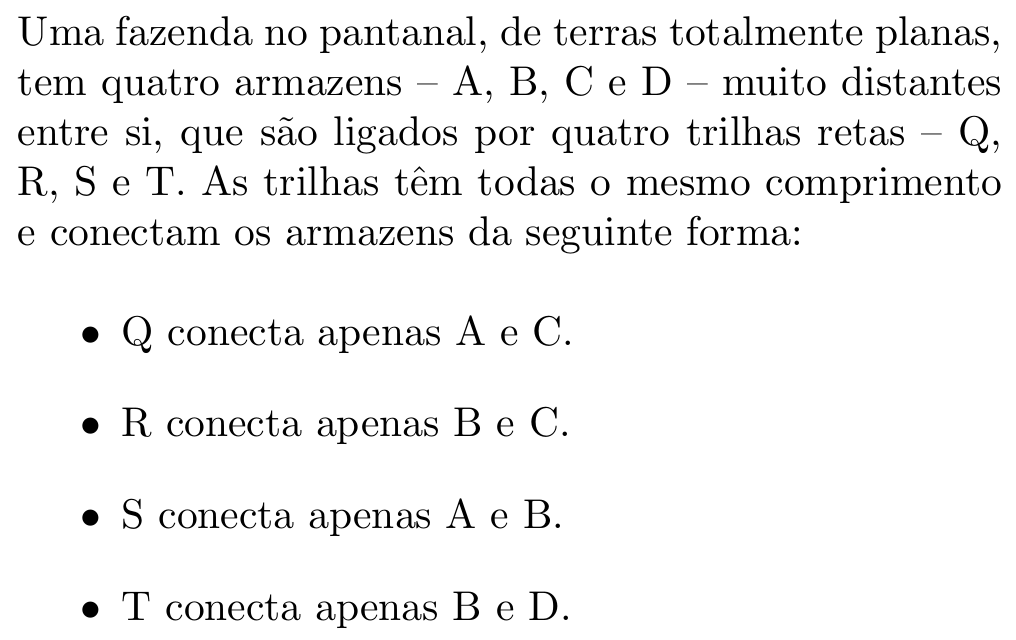 Uma fazenda no pantanal, de terras totalmente planas,
tem quatro armazens – A, B, C e D – muito distantes
entre si, que são ligados por quatro trilhas retas – Q,
R, S e T. As trilhas têm todas o mesmo comprimento
e conectam os armazens da seguinte forma:
• Q conecta apenas A e C.
• R conecta apenas B e C.
• S conecta apenas A e B.
• T conecta apenas B e D.